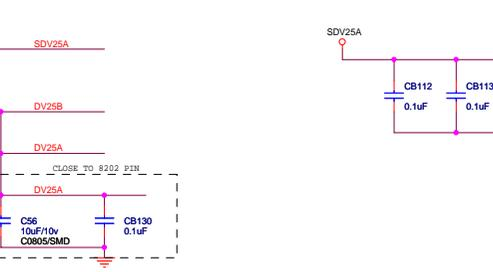 SDV25A
SDV25A
CB112
0.1uF
CB113
0.1uF
DV25B
DV25A
CLOSE TO 8202 PIN
DV25A
C56
10uF/10v
C0805/SMD
CB130
0.1uF